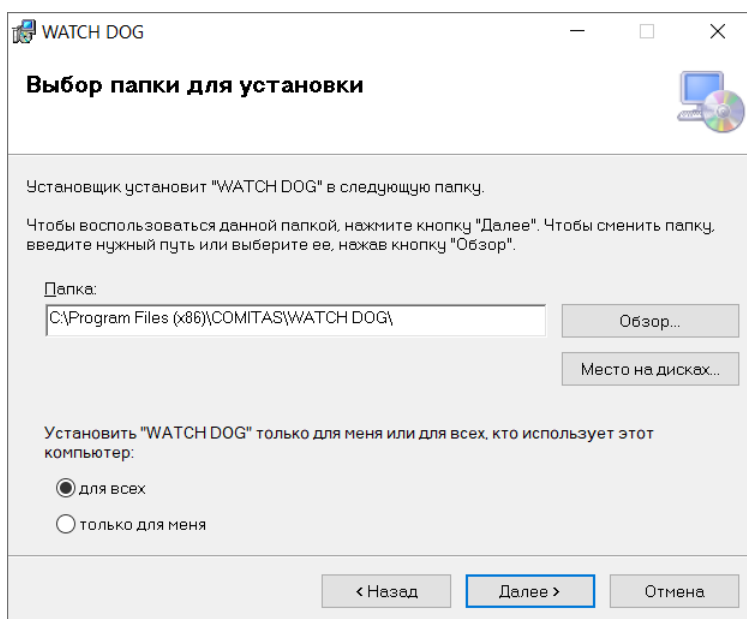 WATCH DOG
Выбор папки для установки
Установщик установит "WATCH DOG" в следующую папку.
Чтобы воспользоваться данной папкой, нажмите кнопку "Далее". Чтобы сменить папку,
введите нужный путь или выберите ее, нажав кнопку "Обзор".
Папка:
C:\Program Files (x86)\COMITAS\WATCH DOG\
Обзор...
Место на дисках...
Установить "WATCH DOG" только для меня или для всех, кто использует этот
компьютер:
для всех
только для меня
< Назад
Далее >
Отмена